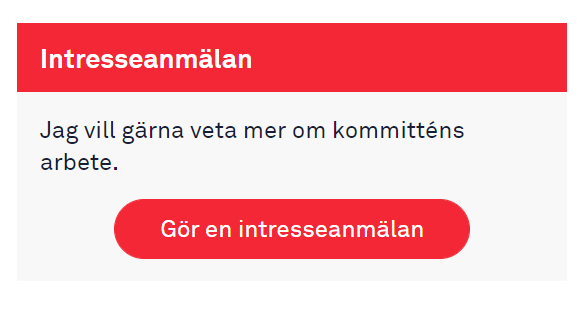 Intresseanmälan
Jag vill gärna veta mer om kommitténs
arbete.
Gör en intresseanmälan